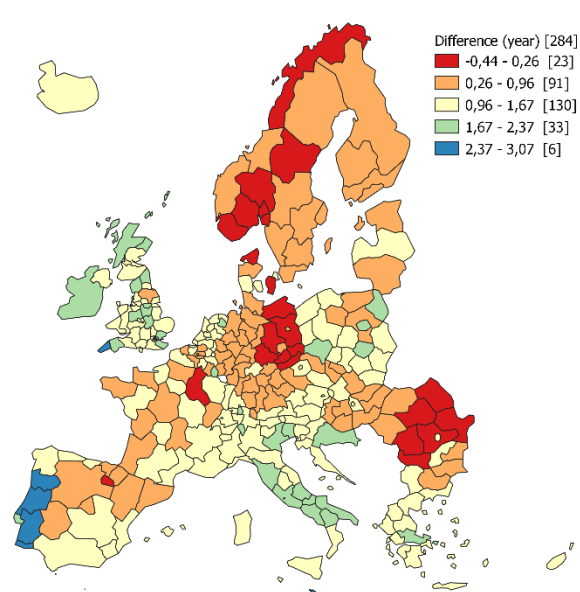 Difference (year) [284]
-0,44 - 0,26 [23]
0,26 - 0,96 [91]
0,96 - 1,67 [130]
1,67 - 2,37 [33]
2,37 - 3,07 [6]